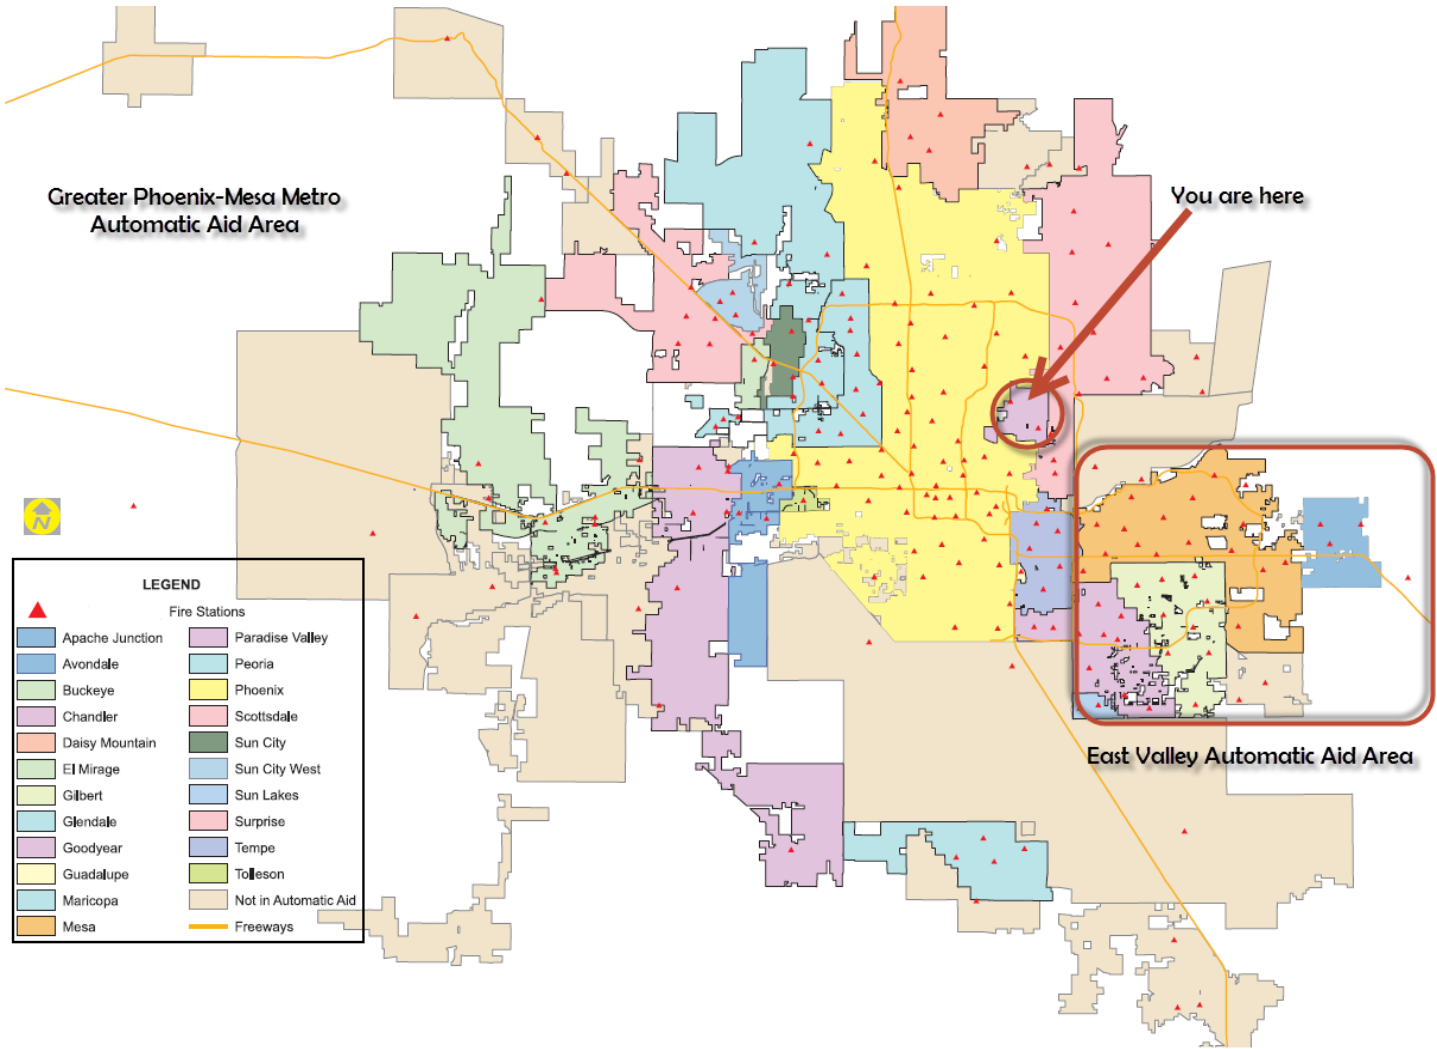 Greater Phoenix-Mesa Metro
Automatic Aid Area
You are here
N
East Valley Automatic Aid Area
LEGEND
Fire Stations
Apache Junction
Avondale
Buckeye
Chandler
Daisy Mountain
El Mirage
Gilbert
Glendale
Goodyear
Guadalupe
Maricopa
Mesa
Paradise Valley
Peoria
Phoenix
Scottsdale
Sun City
Sun City West
Sun Lakes
Surprise
Tempe
Tolleson
Not in Automatic Aid
Freeways